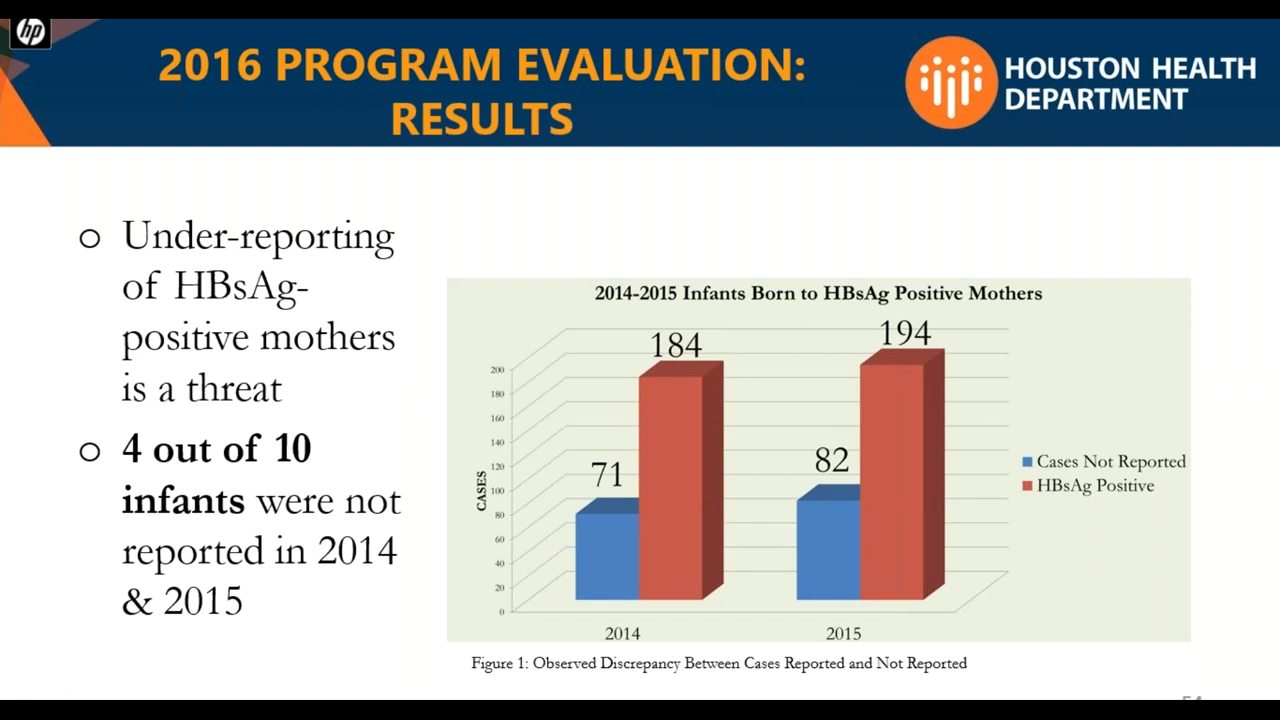 hp
2016 PROGRAM EVALUATION:
RESULTS
HOUSTON HEALTH
DEPARTMENT
o Under-reporting
of HBsAg-
positive mothers
is a threat
o 4 out of 10
infants were not
reported in 2014
& 2015
2014-2015 Infants Born to HBsAg Positive Mothers
184
194
71
82
200
180
160
140
120
100
80
60
40
20
0
CASES
2014
2015
Cases Not Reported
HBsAg Positive
Figure 1: Observed Discrepancy Between Cases Reported and Not Reported